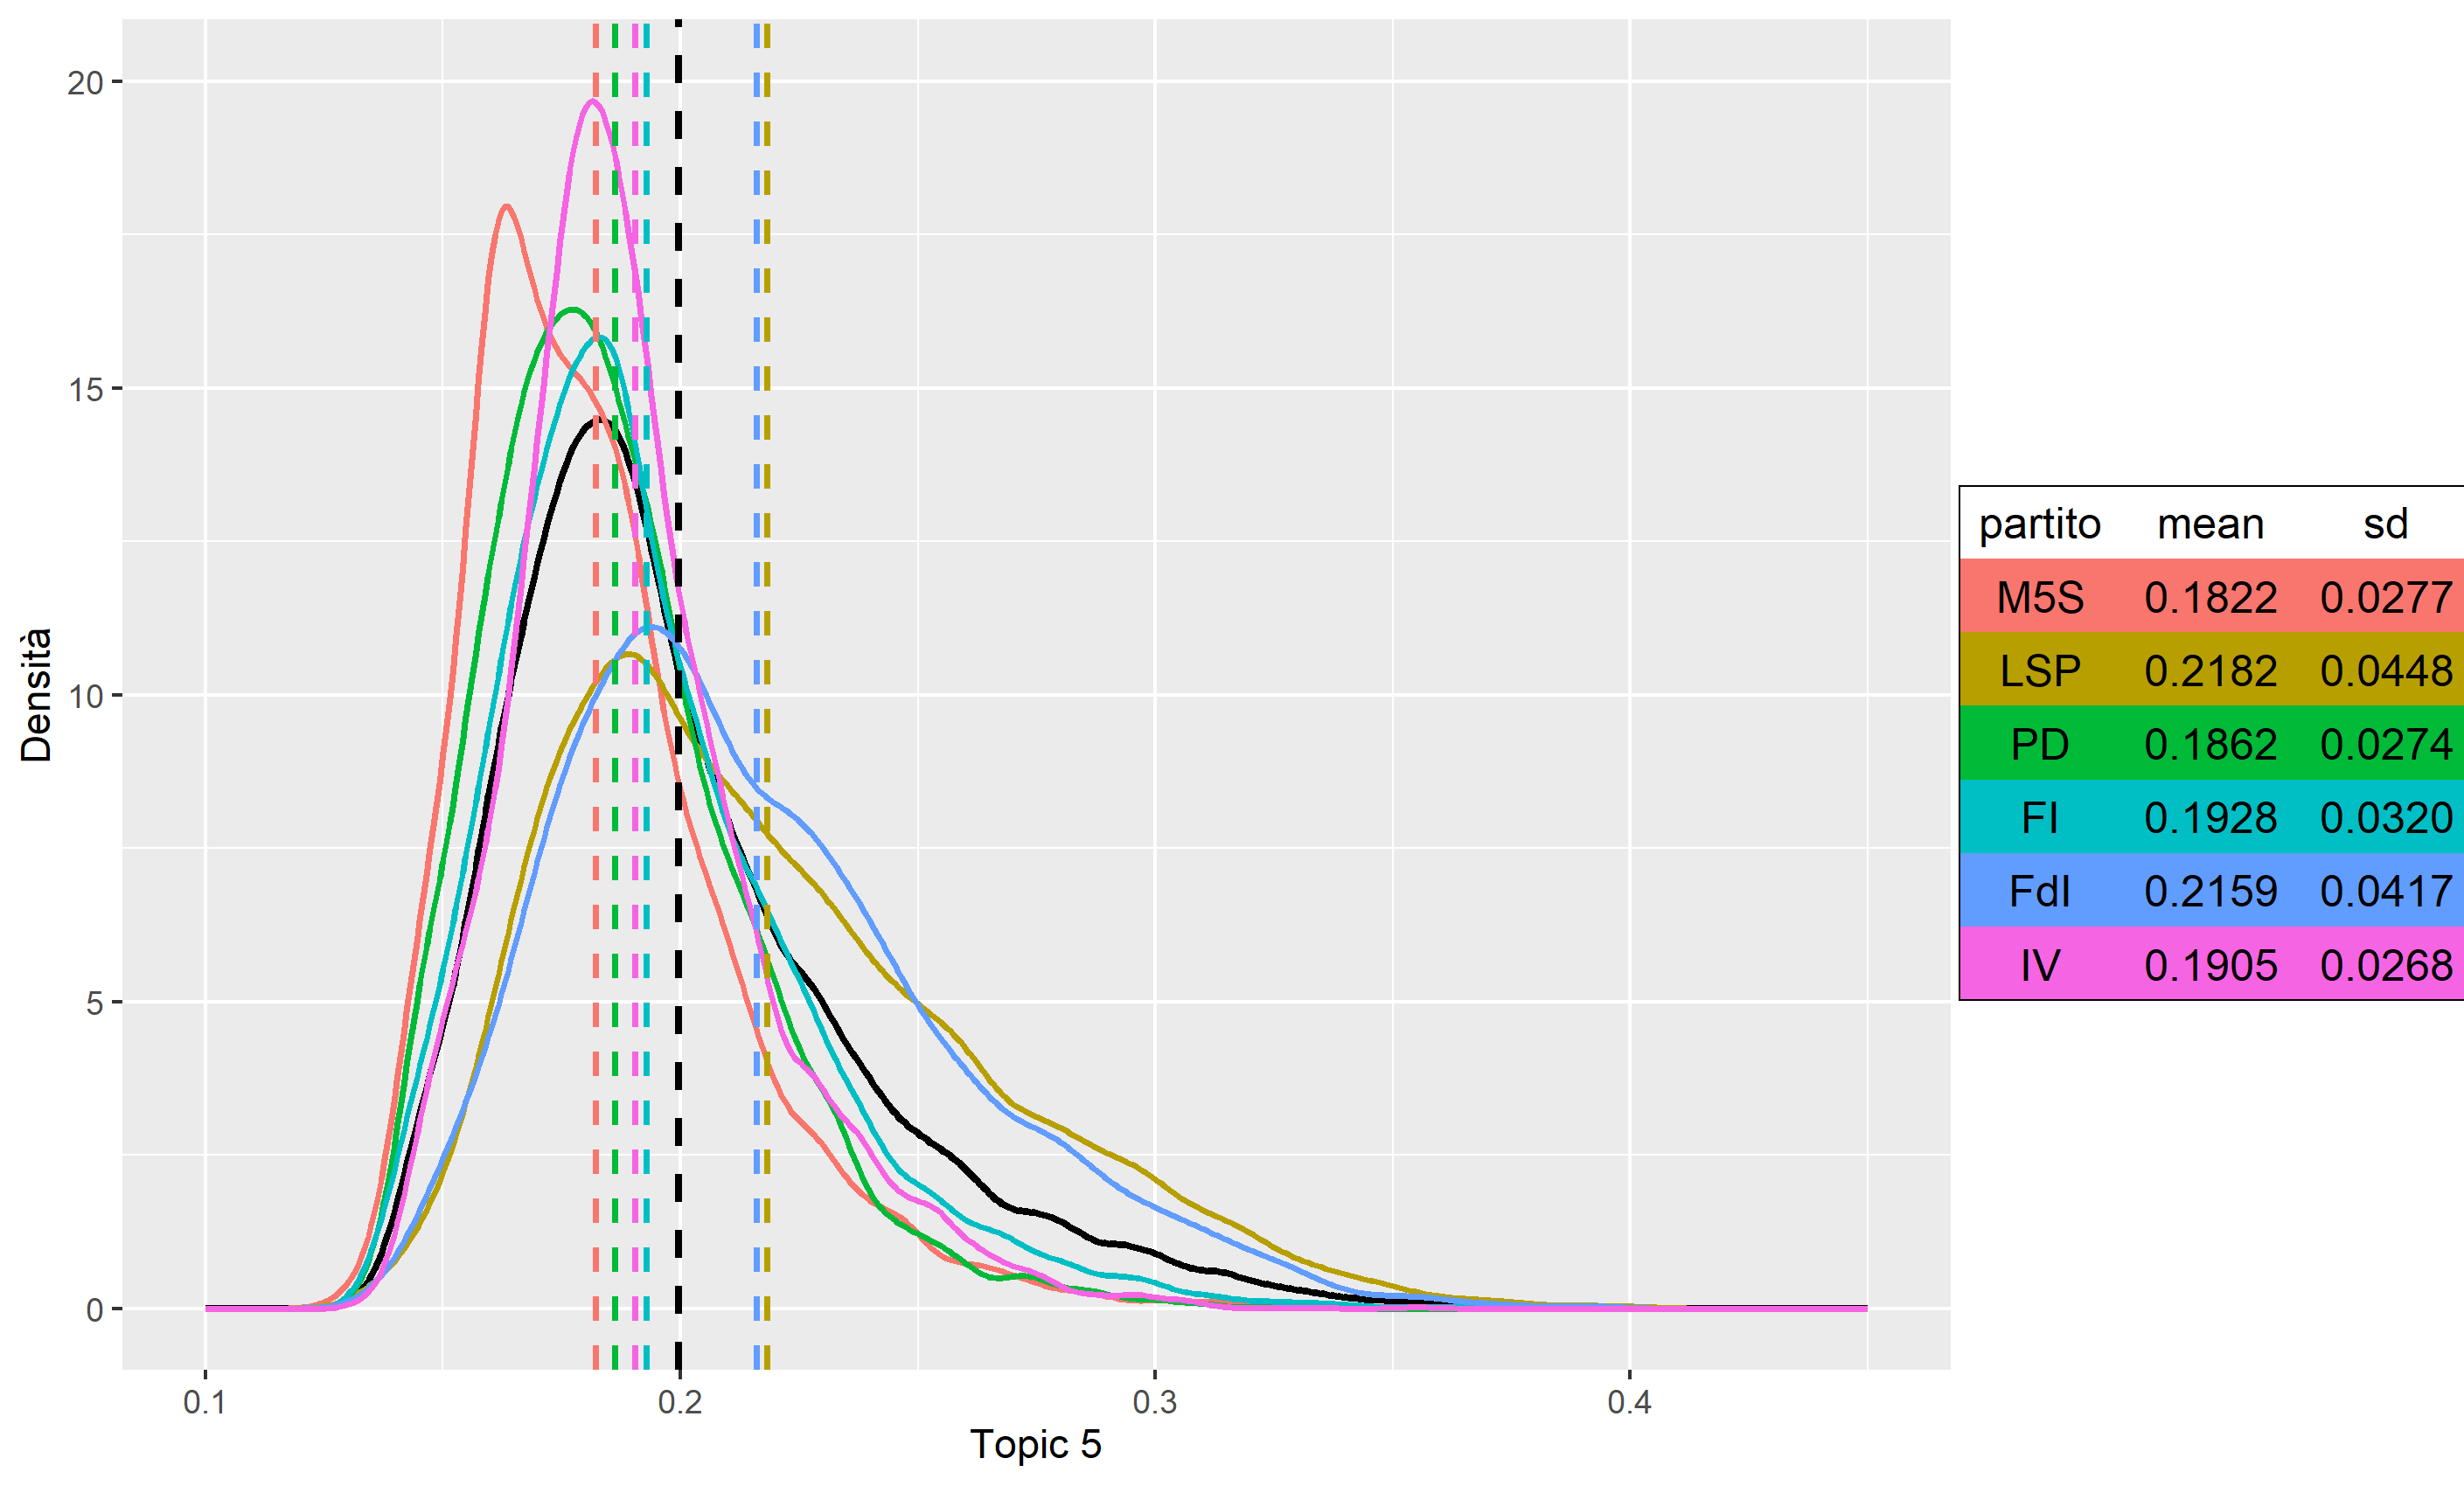 20
15
10
5
0
Densità
0.1 0.2 0.3 0.4
Topic 5
partito mean sd
M5S 0.1822 0.0277
LSP 0.2182 0.0448
PD 0.1862 0.0274
FI 0.1928 0.0320
FdI 0.2159 0.0417
IV 0.1905 0.0268